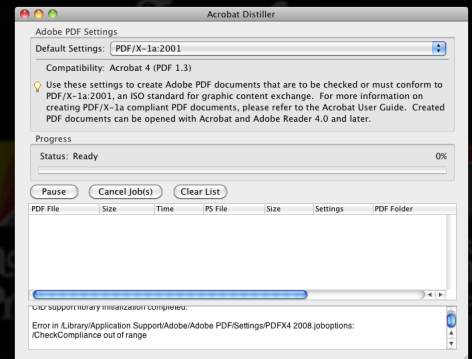 Acrobat Distiller
Adobe PDF Settings
Default Settings: PDF/X-1a:2001
Compatibility: Acrobat 4 (PDF 1.3)
Use these settings to create Adobe PDF documents that are to be checked or must conform to
PDF/X-1a:2001, an ISO standard for graphic content exchange. For more information on
creating PDF/X-1a compliant PDF documents, please refer to the Acrobat User Guide. Created
PDF documents can be opened with Acrobat and Adobe Reader 4.0 and later.
Progress
Status: Ready 0%
Pause Cancel Job(s) Clear List
PDF File Size Time PS File Size Settings PDF Folder
CID support library initialization completed.
Error in /Library/Application Support/Adobe/Adobe PDF/Settings/PDFX4 2008.joboptions:
/CheckCompliance out of range